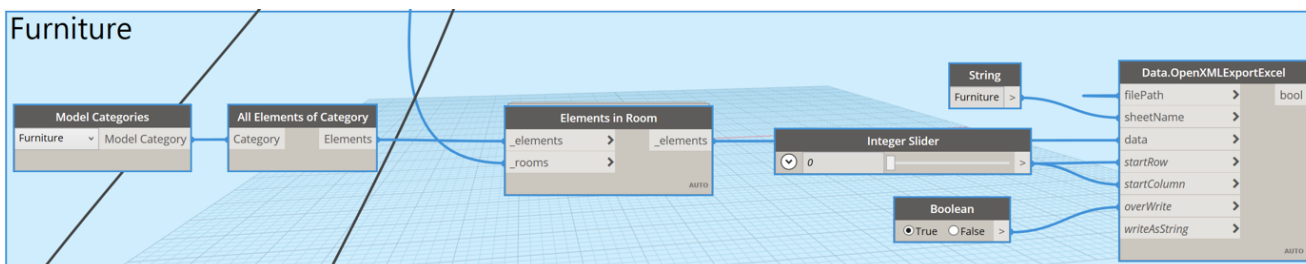 Furniture
Model Categories
Furniture Model Category
All Elements of Category
Category Elements
Elements in Room
_elements > _elements
_rooms >
AUTO
String
Furniture >
Integer Slider
0 >
Boolean
True False >
Data.OpenXMLExportExcel
filePath > bool
sheetName >
data >
startRow >
startColumn >
overWrite >
writeAsString >
AUTO